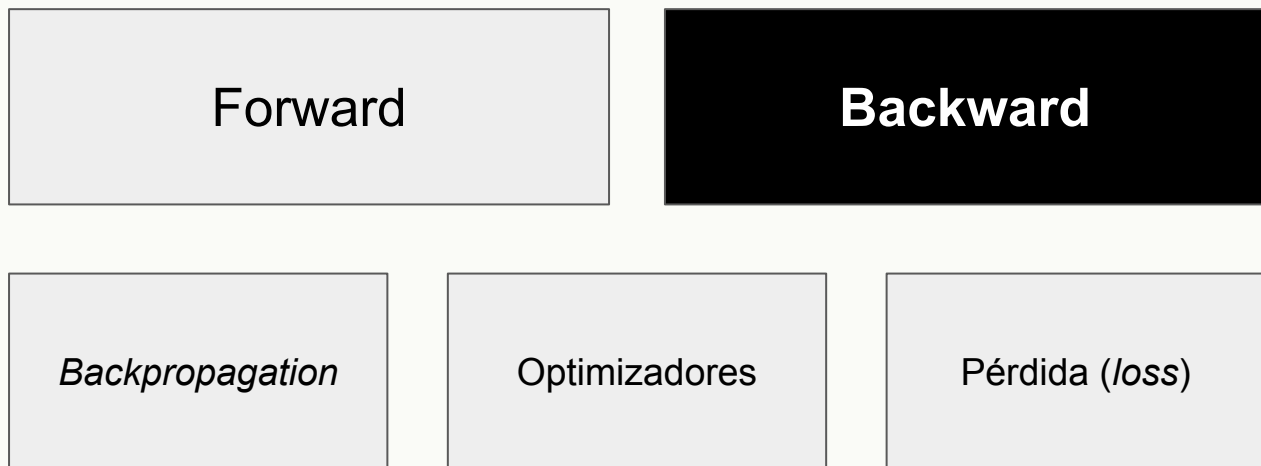 Forward
Backward
Backpropagation
Optimizadores
Pérdida (loss)